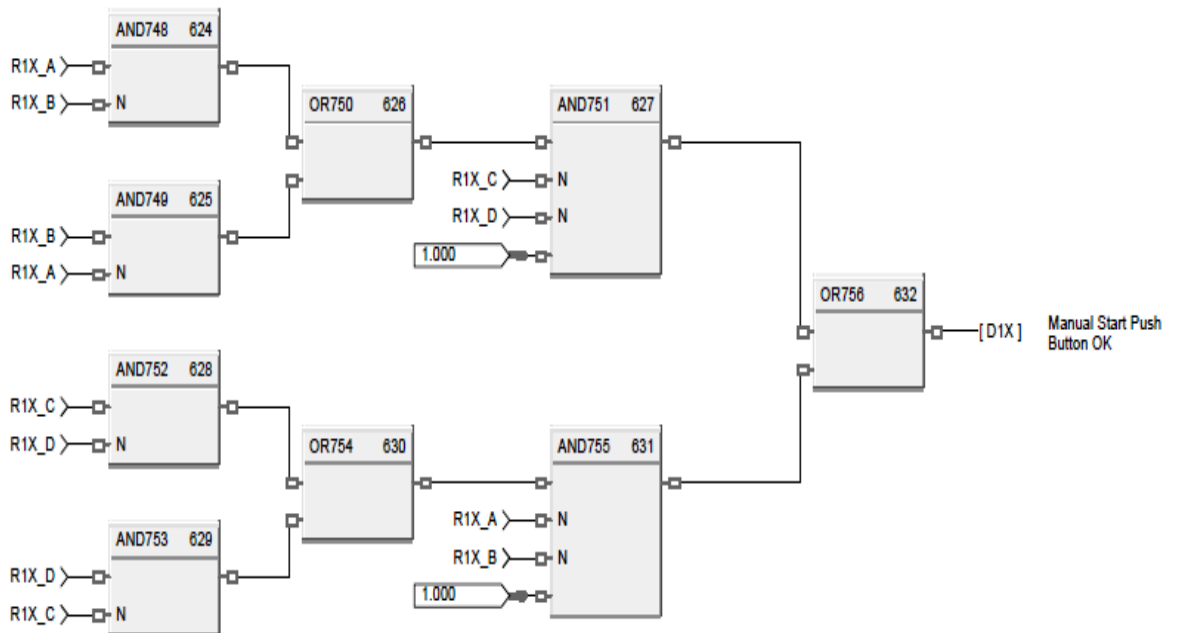 AND748 624
R1X_A
R1X_B N
OR750 626
AND751 627
AND749 625
R1X_C N
R1X_D N
R1X_B
1.000
R1X_A N
OR756 632
[ D1X ] Manual Start Push
Button OK
AND752 628
R1X_C
R1X_D N
OR754 630
AND755 631
AND753 629
R1X_A N
R1X_B N
R1X_D
1.000
R1X_C N